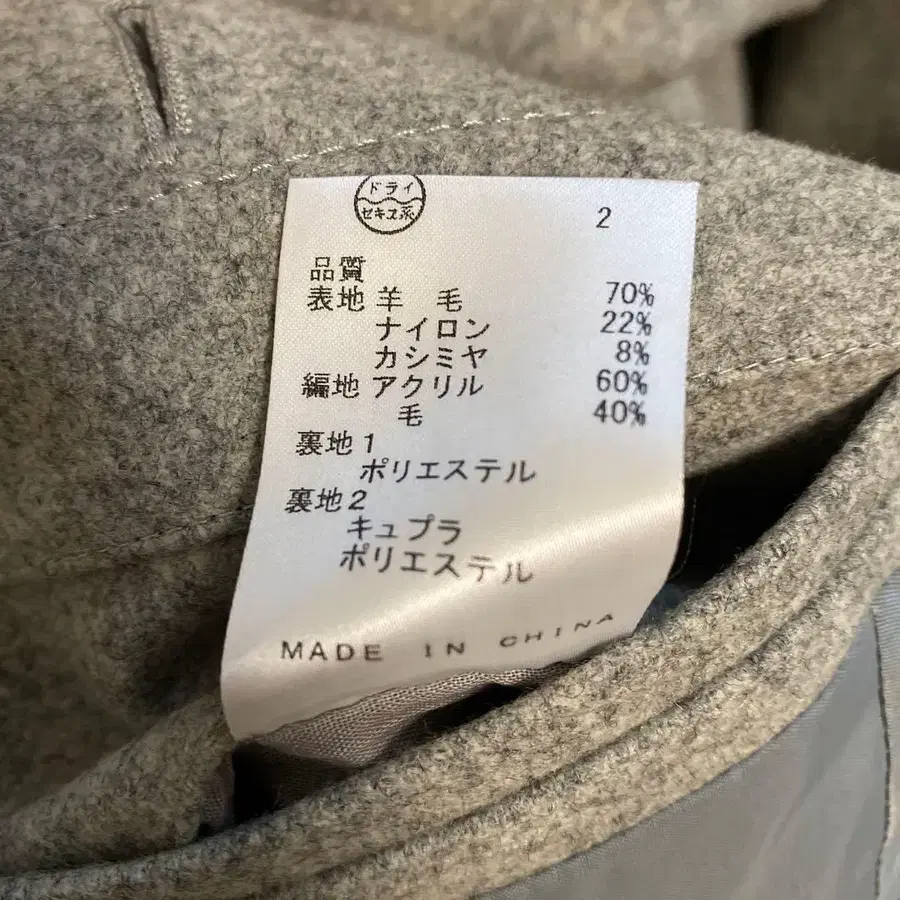 ドライ
セキユ系
2
品質
表地 羊 毛 70%
ナイロン 22%
カシミヤ 8%
編地 アクリル 60%
毛 40%
裏地1
ポリエステル
裏地2
キュプラ
ポリエステル
MADE IN CHINA